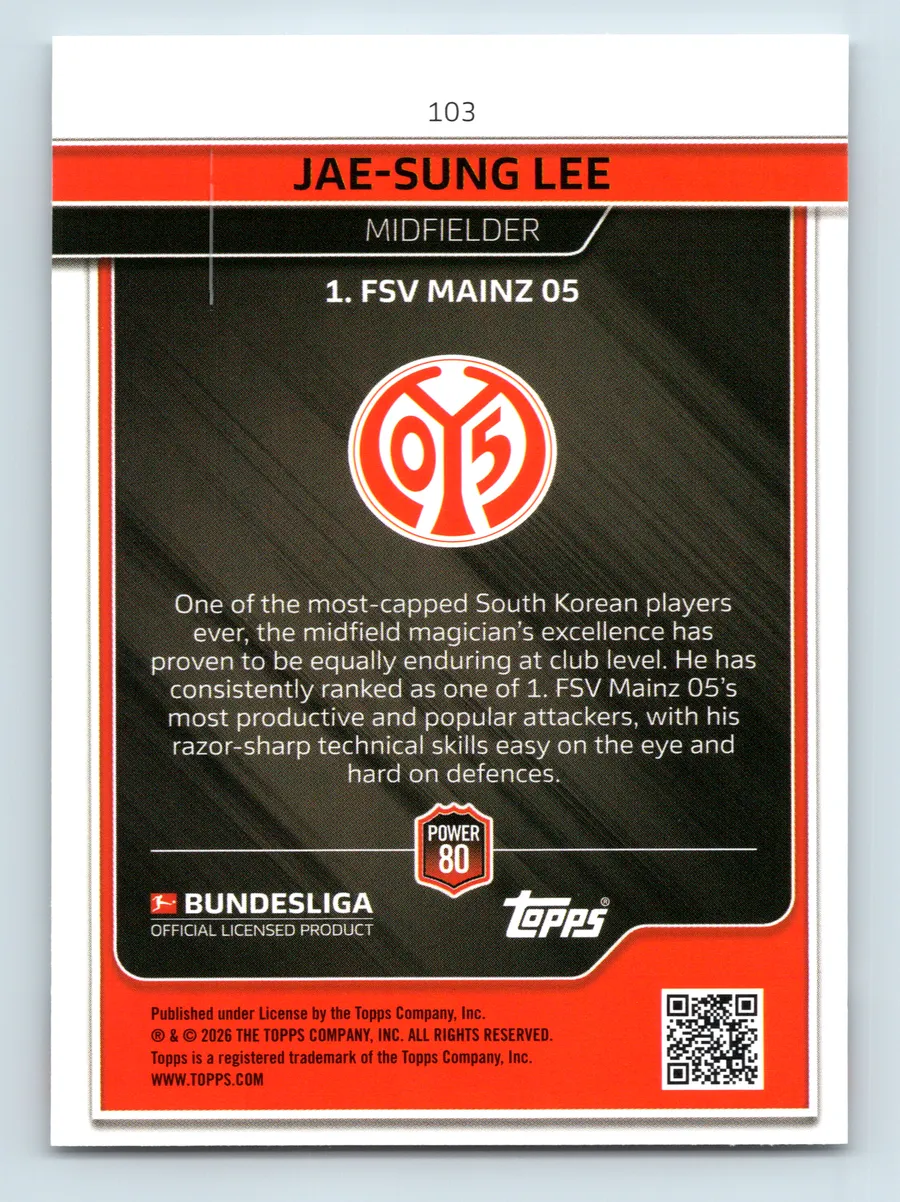 103
JAE-SUNG LEE
MIDFIELDER
1. FSV MAINZ 05
05
One of the most-capped South Korean players
ever, the midfield magician's excellence has
proven to be equally enduring at club level. He has
consistently ranked as one of 1. FSV Mainz 05's
most productive and popular attackers, with his
razor-sharp technical skills easy on the eye and
hard on defences.
POWER
80
BUNDESLIGA
OFFICIAL LICENSED PRODUCT
topps®
Published under License by the Topps Company, Inc.
® & © 2026 THE TOPPS COMPANY, INC. ALL RIGHTS RESERVED.
Topps is a registered trademark of the Topps Company, Inc.
WWW.TOPPS.COM